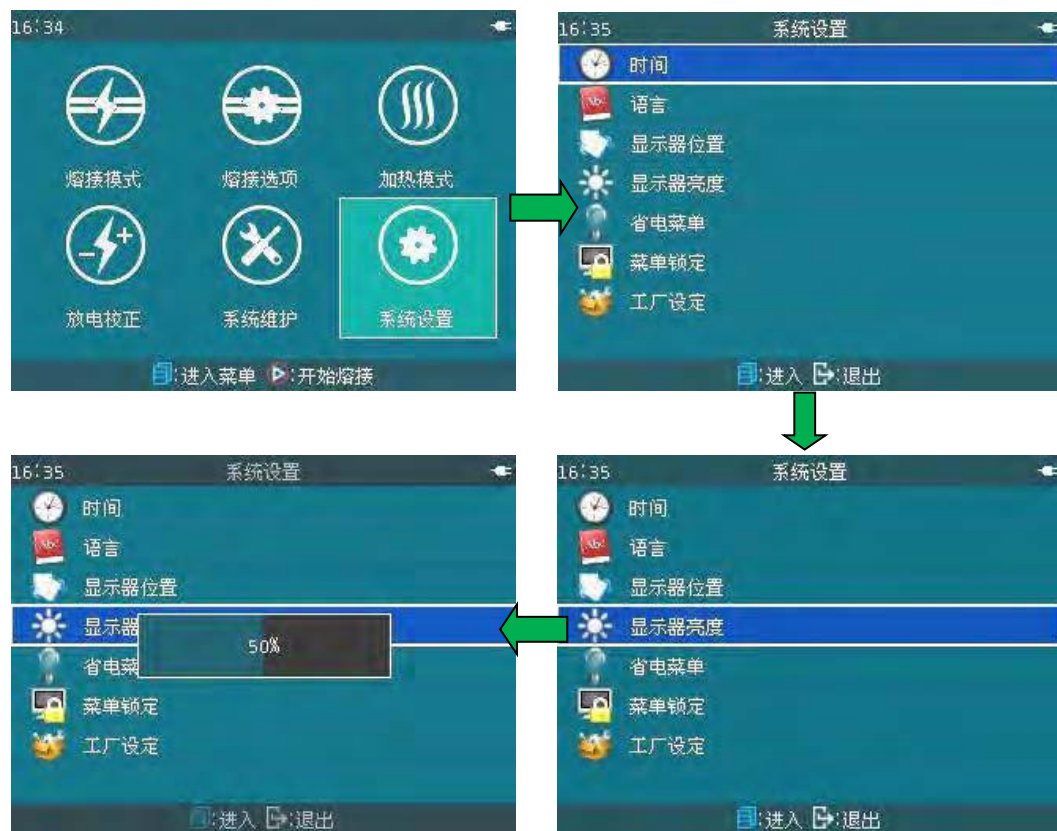 16:34
熔接模式 熔接选项 加热模式
放电校正 系统维护 系统设置
:进入菜单 :开始熔接
16:35 系统设置
时间
Abc 语言
显示器位置
显示器亮度
省电菜单
菜单锁定
工厂设定
:进入 :退出
16:35 系统设置
时间
Abc 语言
显示器位置
显示器
50%
省电菜
菜单锁定
工厂设定
:进入 :退出
16:35 系统设置
时间
Abc 语言
显示器位置
显示器亮度
省电菜单
菜单锁定
工厂设定
:进入 :退出